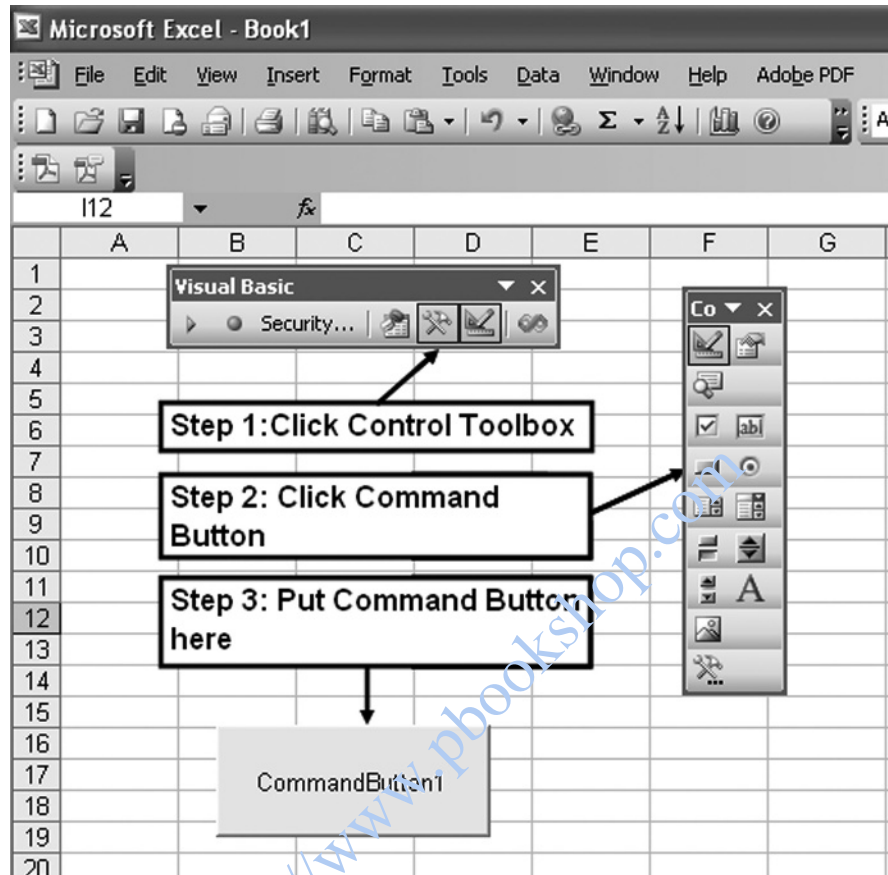 Microsoft Excel - Book1
File Edit View Insert Format Tools Data Window Help Adobe PDF
A
I12 fx
A B C D E F G
1
Visual Basic
2
Co
Security...
3
4
5
Step 1:Click Control Toolbox
6
ab
7
8
Step 2: Click Command
9
Button
10
11
Step 3: Put Command Button
A
12
here
13
14
15
16
17
CommandButton1
18
19
20
//www.pbookshop.com